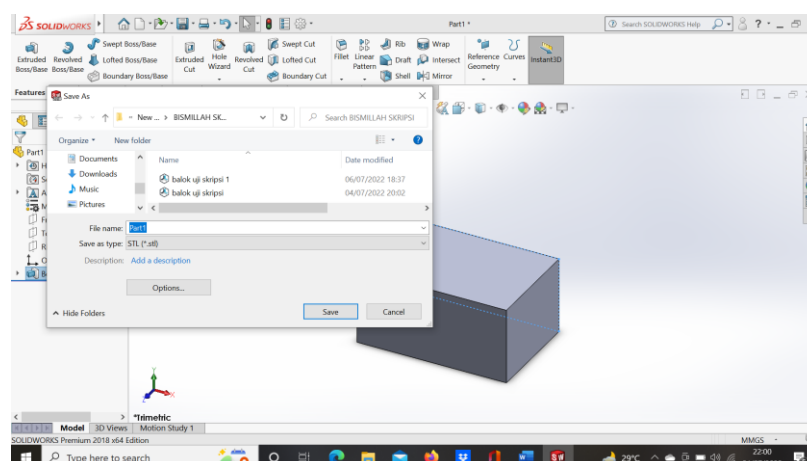 SOLIDWORKS
Part1 *
Search SOLIDWORKS Help
Extruded Boss/Base
Revolved Boss/Base
Swept Boss/Base
Lofted Boss/Base
Boundary Boss/Base
Extruded Cut
Hole Wizard
Revolved Cut
Swept Cut
Lofted Cut
Boundary Cut
Fillet
Linear Pattern
Rib
Draft
Shell
Wrap
Intersect
Mirror
Reference Geometry
Curves
Instant3D
Features
Save As
New ... > BISMILLAH SK...
Search BISMILLAH SKRIPSI
Organize
New folder
Documents
Downloads
Music
Pictures
Name
Date modified
balok uji skripsi 1
06/07/2022 18:37
balok uji skripsi
04/07/2022 20:02
File name: Part1
Save as type: STL (*.stl)
Description: Add a description
Options...
Hide Folders
Save
Cancel
Part1
*Trimetric
Model
3D Views
Motion Study 1
SOLIDWORKS Premium 2018 x64 Edition
MMGS
Type here to search
29°C
22:00